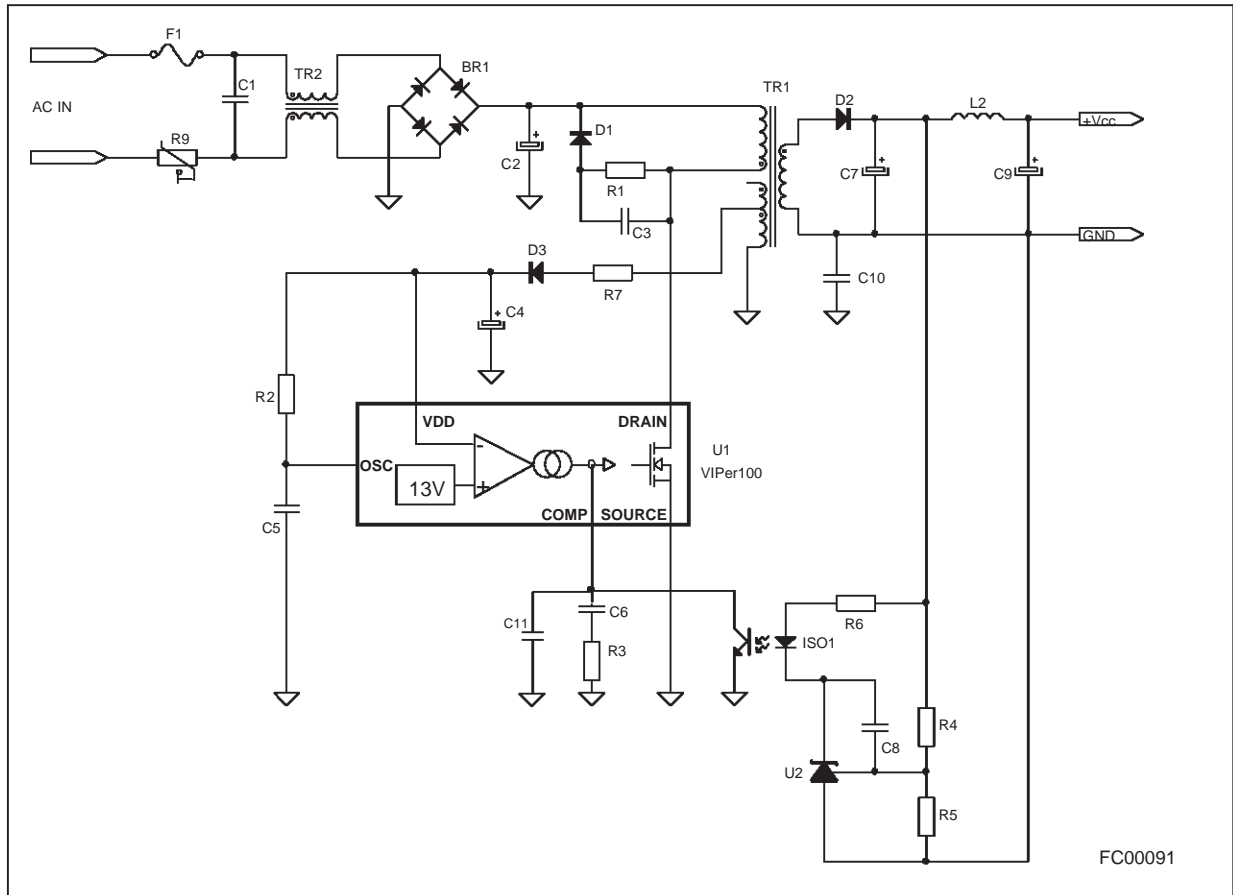 F1
AC IN
C1
TR2
BR1
R9
C2
D1
R1
C3
TR1
D2
L2
+Vcc
C7
C9
GND
C10
D3
R7
+
+
+
+
C4
R2
VDD
DRAIN
OSC
13V
-
+
COMP
SOURCE
U1
VIPer100
C5
C11
C6
R3
ISO1
R6
C8
R4
U2
R5
FC00091